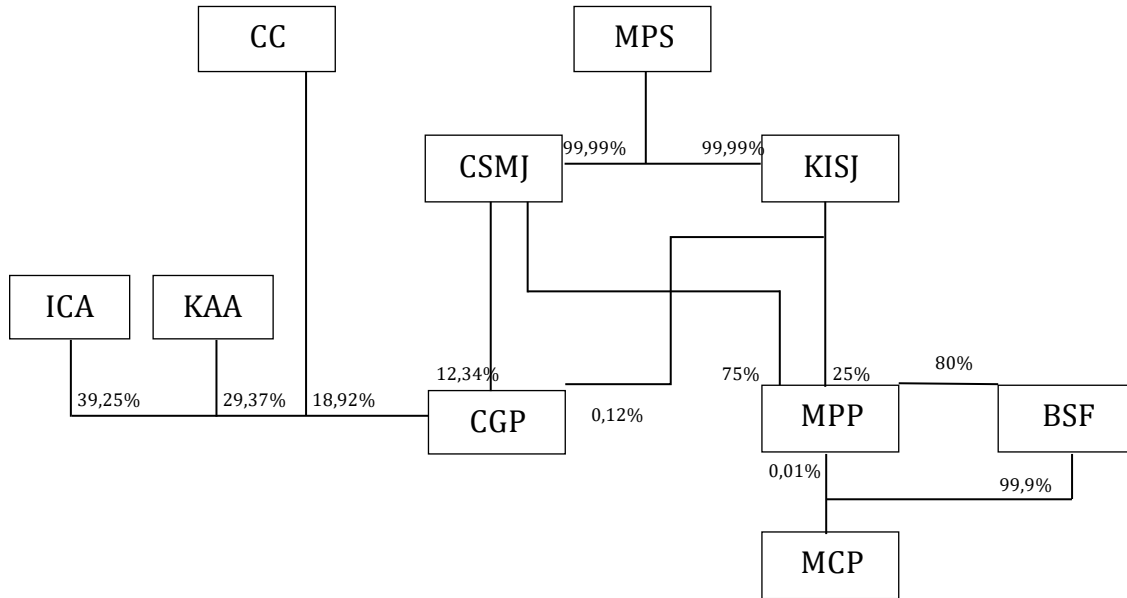 CC
MPS
CSMJ
99,99%
99,99%
KISJ
ICA
KAA
39,25%
29,37%
18,92%
12,34%
CGP
0,12%
75%
25%
80%
MPP
BSF
0,01%
99,9%
MCP